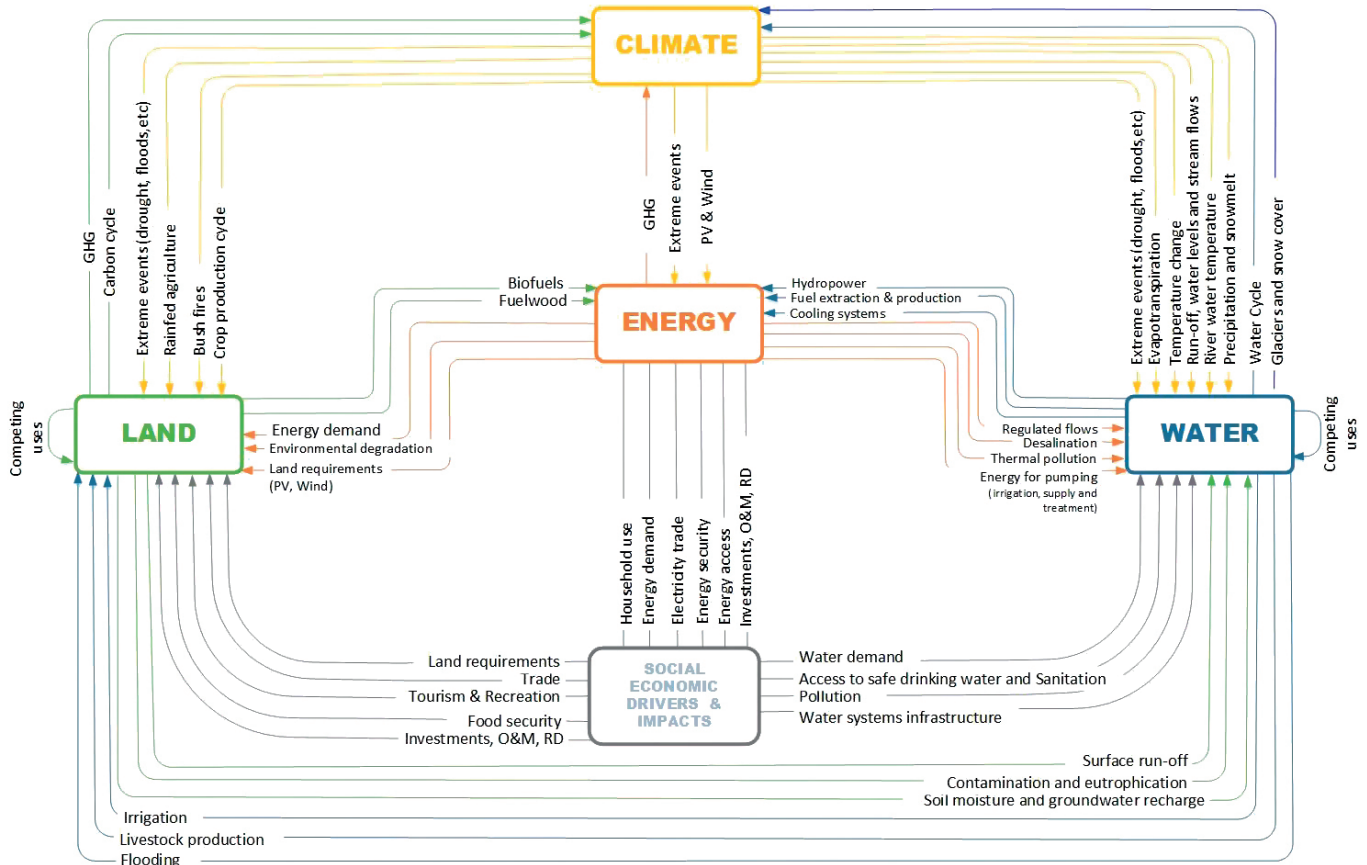 CLIMATE
GHG
Carbon cycle
Extreme events(drought, floods,etc)
Rainfed agriculture
Bush fires
Crop production cycle
GHG
Extreme events
PV & Wind
Extreme events(drought, floods,etc)
Evapotranspiration
Temperature change
Run-off, water levels and stream flows
River water temperature
Precipitation and snowmelt
Water Cycle
Glaciers and snow cover
Biofuels
Fuelwood
ENERGY
Hydropower
Fuel extraction & production
Cooling systems
Competing
uses
LAND
Energy demand
Environmental degradation
Land requirements
(PV, Wind)
Regulated flows
Desalination
Thermal pollution
Energy for pumping
(irrigation, supply and
treatment)
WATER
Competing
uses
Household use
Energy demand
Electricity trade
Energy security
Energy access
Investments, O&M, RD
Land requirements
Trade
Tourism & Recreation
Food security
Investments, O&M, RD
SOCIAL
ECONOMIC
DRIVERS &
IMPACTS
Water demand
Access to safe drinking water and Sanitation
Pollution
Water systems infrastructure
Surface run-off
Contamination and eutrophication
Soil moisture and groundwater recharge
Irrigation
Livestock production
Flooding